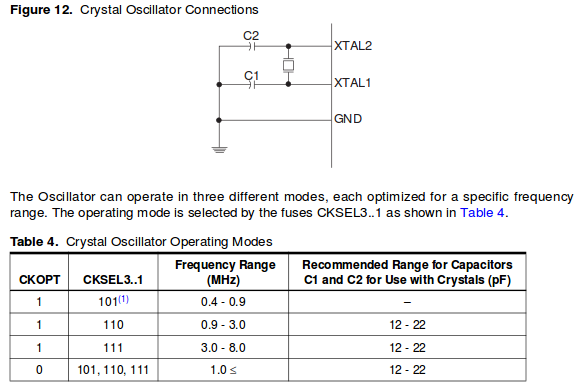 Figure 12. Crystal Oscillator Connections
C2
XTAL2
C1
XTAL1
GND
The Oscillator can operate in three different modes, each optimized for a specific frequency
range. The operating mode is selected by the fuses CKSEL3..1 as shown in Table 4.
Table 4. Crystal Oscillator Operating Modes
CKOPT CKSEL3..1 Frequency Range (MHz) Recommended Range for Capacitors C1 and C2 for Use with Crystals (pF)
1 101(1) 0.4 - 0.9 –
1 110 0.9 - 3.0 12 - 22
1 111 3.0 - 8.0 12 - 22
0 101, 110, 111 1.0 ≤ 12 - 22